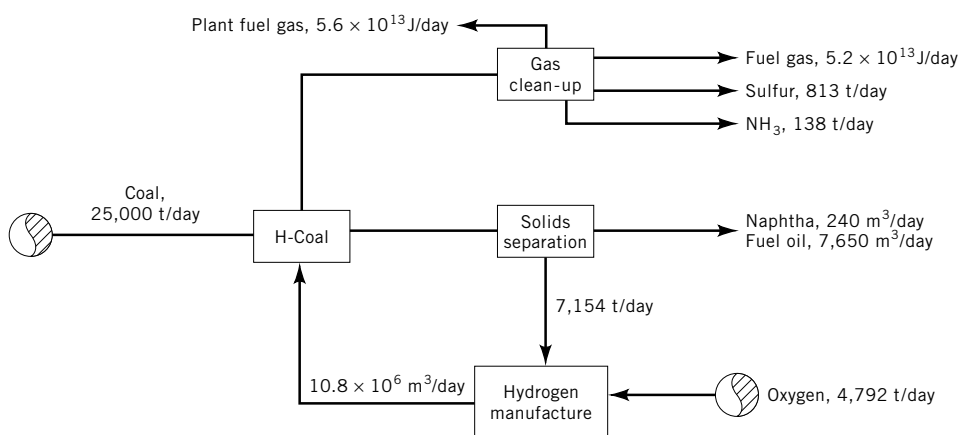 Plant fuel gas, 5.6 × 10¹³ J/day
Gas
clean-up
Fuel gas, 5.2 × 10¹³ J/day
Sulfur, 813 t/day
NH₃, 138 t/day
Coal,
25,000 t/day
H-Coal
Solids
separation
Naphtha, 240 m³/day
Fuel oil, 7,650 m³/day
7,154 t/day
10.8 × 10⁶ m³/day
Hydrogen
manufacture
Oxygen, 4,792 t/day